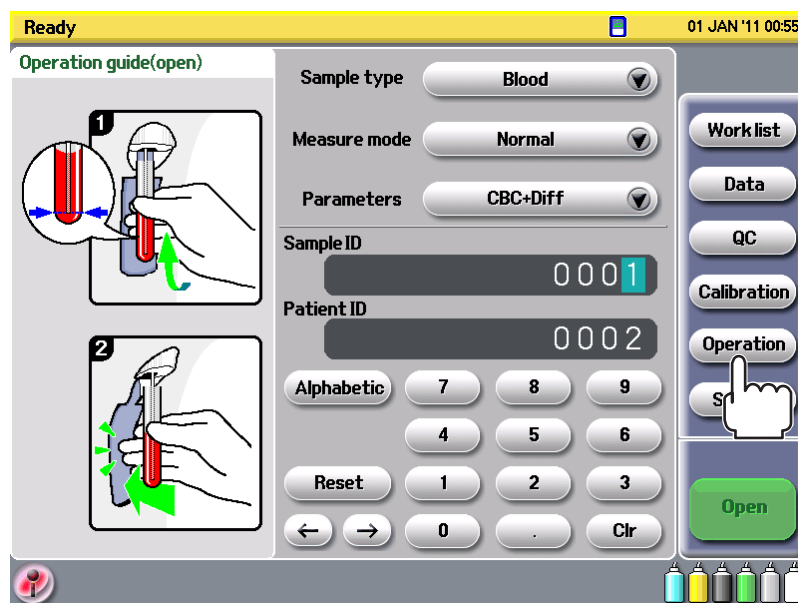 Ready
01 JAN '11 00:55
Operation guide(open)
1
2
Sample type
Blood
Measure mode
Normal
Parameters
CBC+Diff
Sample ID
0001
Patient ID
0002
Alphabetic
7 8 9
4 5 6
Reset
1 2 3
← →
0 . Clr
Work list
Data
QC
Calibration
Operation
Open